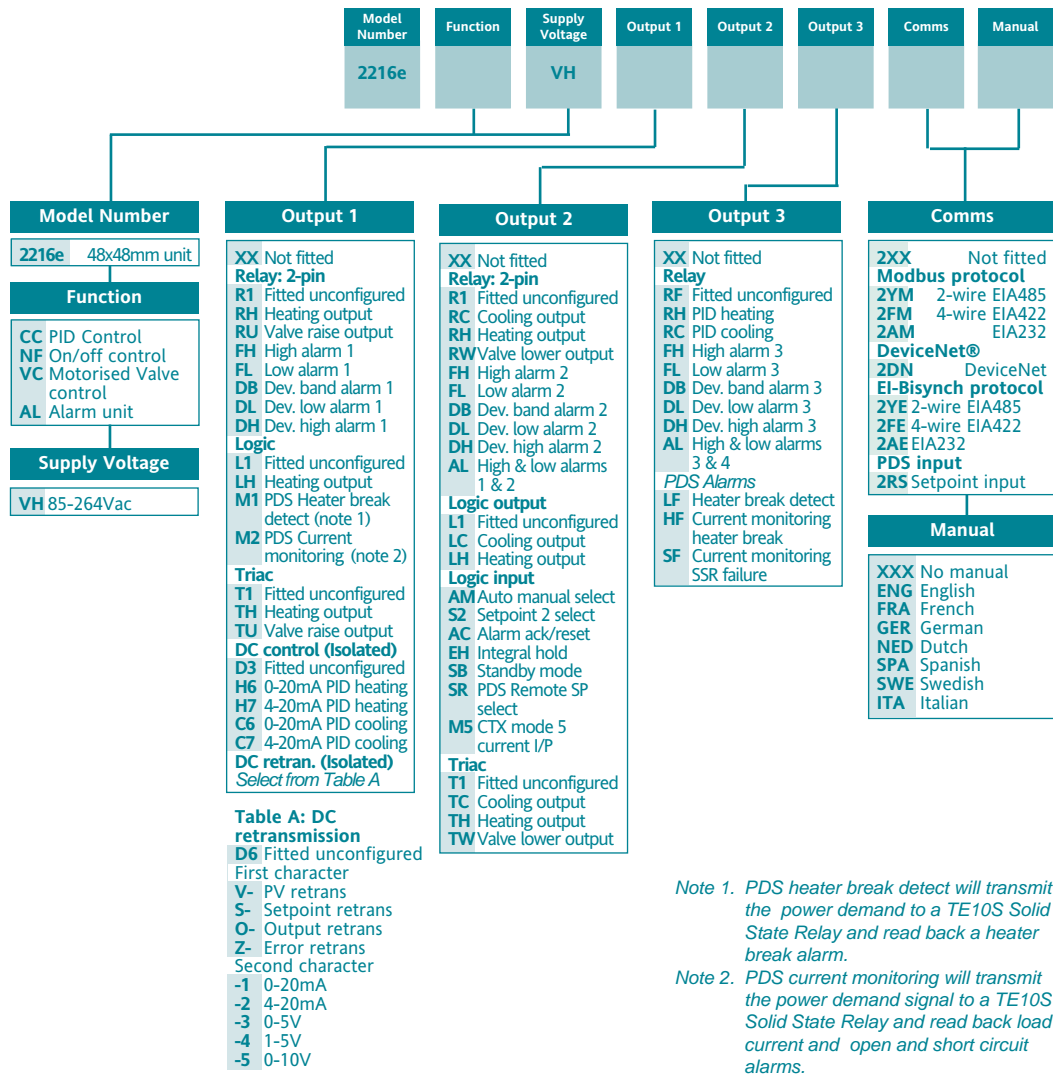 Model Number
Function
Supply Voltage
Output 1
Output 2
Output 3
Comms
Manual
2216e
VH
Model Number
2216e 48x48mm unit
Function
CC PID Control
NF On/off control
VC Motorised Valve
control
AL Alarm unit
Supply Voltage
VH 85-264Vac
Output 1
XX Not fitted
Relay: 2-pin
R1 Fitted unconfigured
RH Heating output
RU Valve raise output
FH High alarm 1
FL Low alarm 1
DB Dev. band alarm 1
DL Dev. low alarm 1
DH Dev. high alarm 1
Logic
L1 Fitted unconfigured
LH Heating output
M1 PDS Heater break
detect (note 1)
M2 PDS Current
monitoring (note 2)
Triac
T1 Fitted unconfigured
TH Heating output
TU Valve raise output
DC control (Isolated)
D3 Fitted unconfigured
H6 0-20mA PID heating
H7 4-20mA PID heating
C6 0-20mA PID cooling
C7 4-20mA PID cooling
DC retran. (Isolated)
Select from Table A
Table A: DC
retransmission
D6 Fitted unconfigured
First character
V- PV retrans
S- Setpoint retrans
O- Output retrans
Z- Error retrans
Second character
-1 0-20mA
-2 4-20mA
-3 0-5V
-4 1-5V
-5 0-10V
Output 2
XX Not fitted
Relay: 2-pin
R1 Fitted unconfigured
RC Cooling output
RH Heating output
RW Valve lower output
FH High alarm 2
FL Low alarm 2
DB Dev. band alarm 2
DL Dev. low alarm 2
DH Dev. high alarm 2
AL High & low alarms
1 & 2
Logic output
L1 Fitted unconfigured
LC Cooling output
LH Heating output
Logic input
AM Auto manual select
S2 Setpoint 2 select
AC Alarm ack/reset
EH Integral hold
SB Standby mode
SR PDS Remote SP
select
M5 CTX mode 5
current I/P
Triac
T1 Fitted unconfigured
TC Cooling output
TH Heating output
TW Valve lower output
Output 3
XX Not fitted
Relay
RF Fitted unconfigured
RH PID heating
RC PID cooling
FH High alarm 3
FL Low alarm 3
DB Dev. band alarm 3
DL Dev. low alarm 3
DH Dev. high alarm 3
AL High & low alarms
3 & 4
PDS Alarms
LF Heater break detect
HF Current monitoring
heater break
SF Current monitoring
SSR failure
Comms
2XX Not fitted
Modbus protocol
2YM 2-wire EIA485
2FM 4-wire EIA422
2AM EIA232
DeviceNet®
2DN DeviceNet
EI-Bisynch protocol
2YE 2-wire EIA485
2FE 4-wire EIA422
2AE EIA232
PDS input
2RS Setpoint input
Manual
XXX No manual
ENG English
FRA French
GER German
NED Dutch
SPA Spanish
SWE Swedish
ITA Italian
Note 1. PDS heater break detect will transmit
the power demand to a TE10S Solid
State Relay and read back a heater
break alarm.
Note 2. PDS current monitoring will transmit
the power demand signal to a TE10S
Solid State Relay and read back load
current and open and short circuit
alarms.